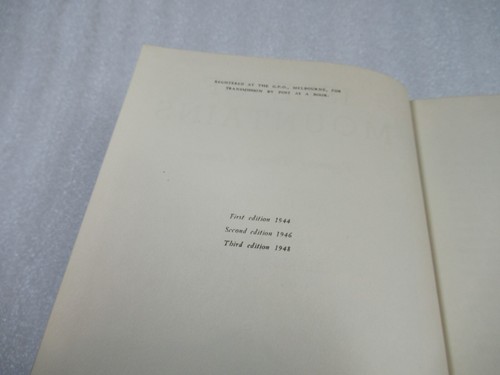 REGISTERED AT THE G.P.O., MELBOURNE, FOR
TRANSMISSION BY POST AS A BOOK.
First edition 1944
Second edition 1946
Third edition 1948